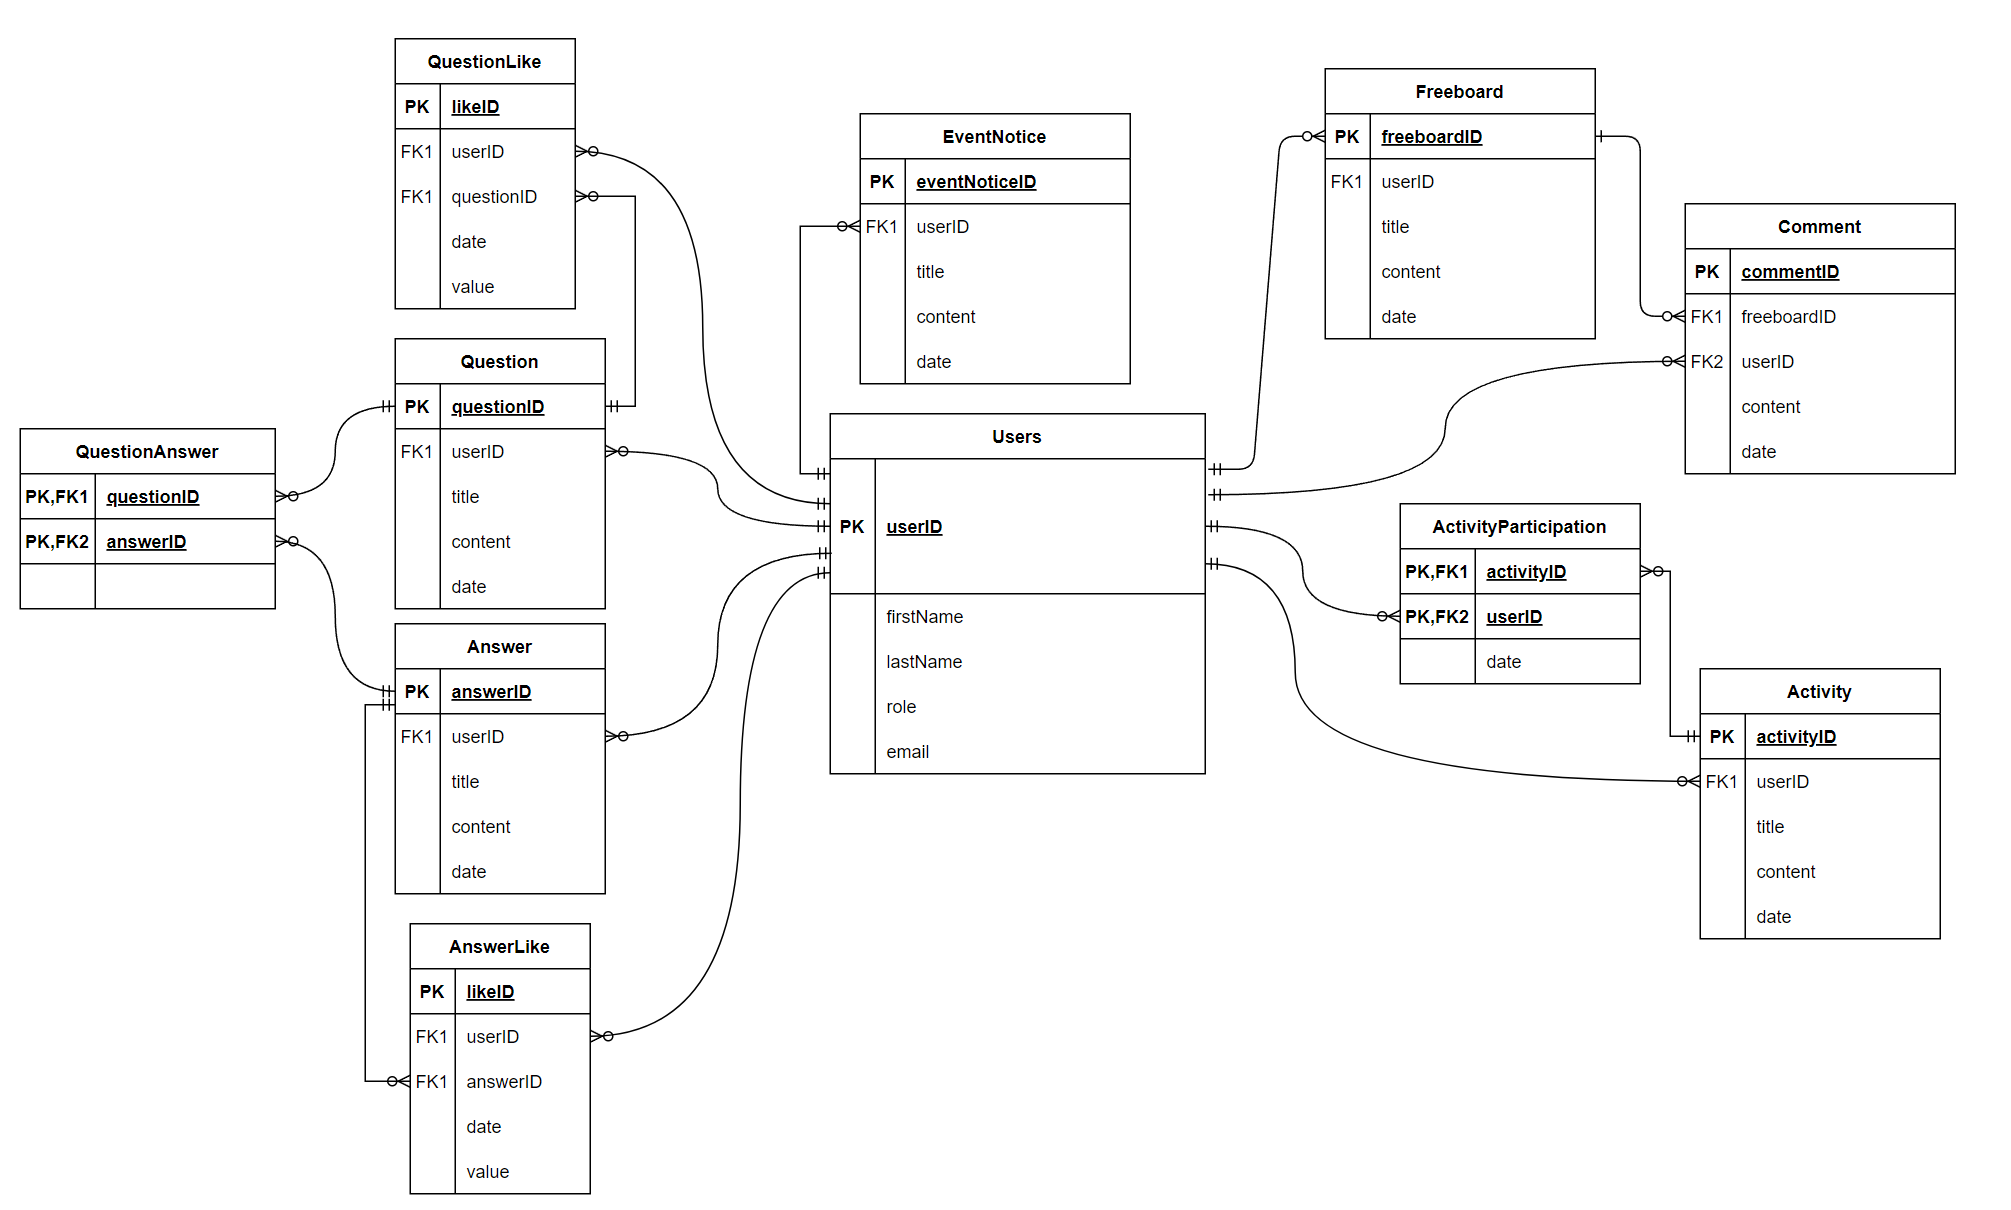 QuestionLike
PK likeID
FK1 userID
FK1 questionID
date
value
Question
PK questionID
FK1 userID
title
content
date
QuestionAnswer
PK,FK1 questionID
PK,FK2 answerID
Answer
PK answerID
FK1 userID
title
content
date
AnswerLike
PK likeID
FK1 userID
FK1 answerID
date
value
EventNotice
PK eventNoticeID
FK1 userID
title
content
date
Users
PK userID
firstName
lastName
role
email
Freeboard
PK freeboardID
FK1 userID
title
content
date
Comment
PK commentID
FK1 freeboardID
FK2 userID
content
date
ActivityParticipation
PK,FK1 activityID
PK,FK2 userID
date
Activity
PK activityID
FK1 userID
title
content
date